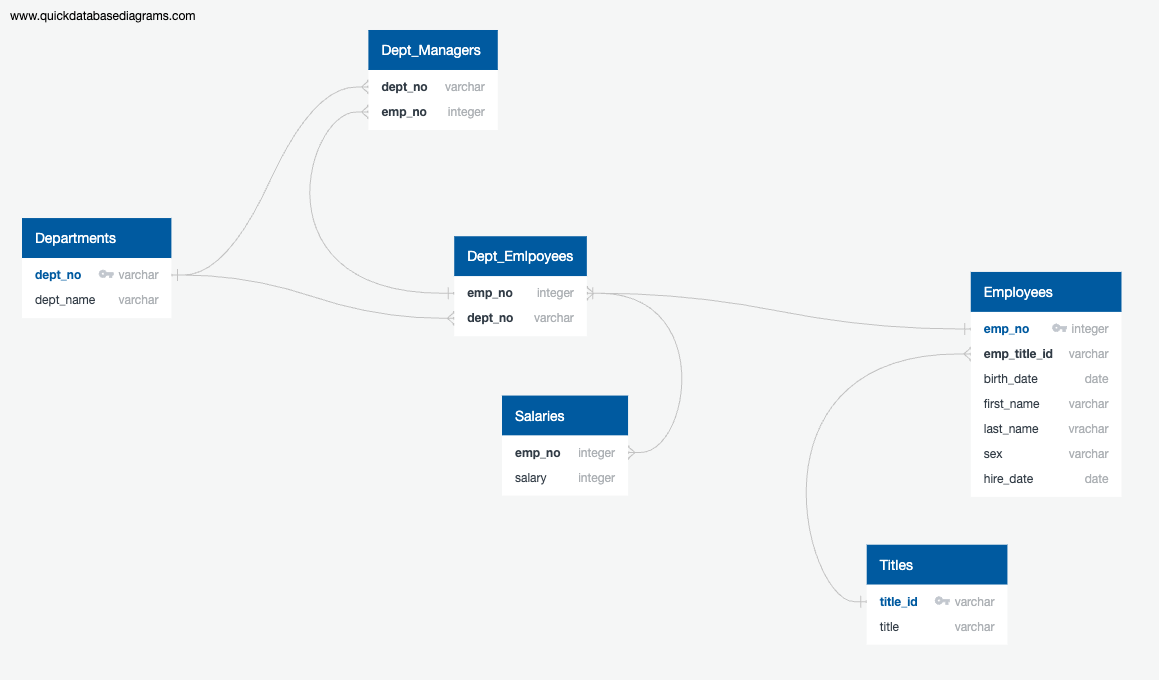 www.quickdatabasediagrams.com
Dept_Managers
dept_no varchar
emp_no integer
Departments
dept_no varchar
dept_name varchar
Dept_Emlpoyees
emp_no integer
dept_no varchar
Employees
emp_no integer
emp_title_id varchar
birth_date date
first_name varchar
last_name vrachar
sex varchar
hire_date date
Salaries
emp_no integer
salary integer
Titles
title_id varchar
title varchar